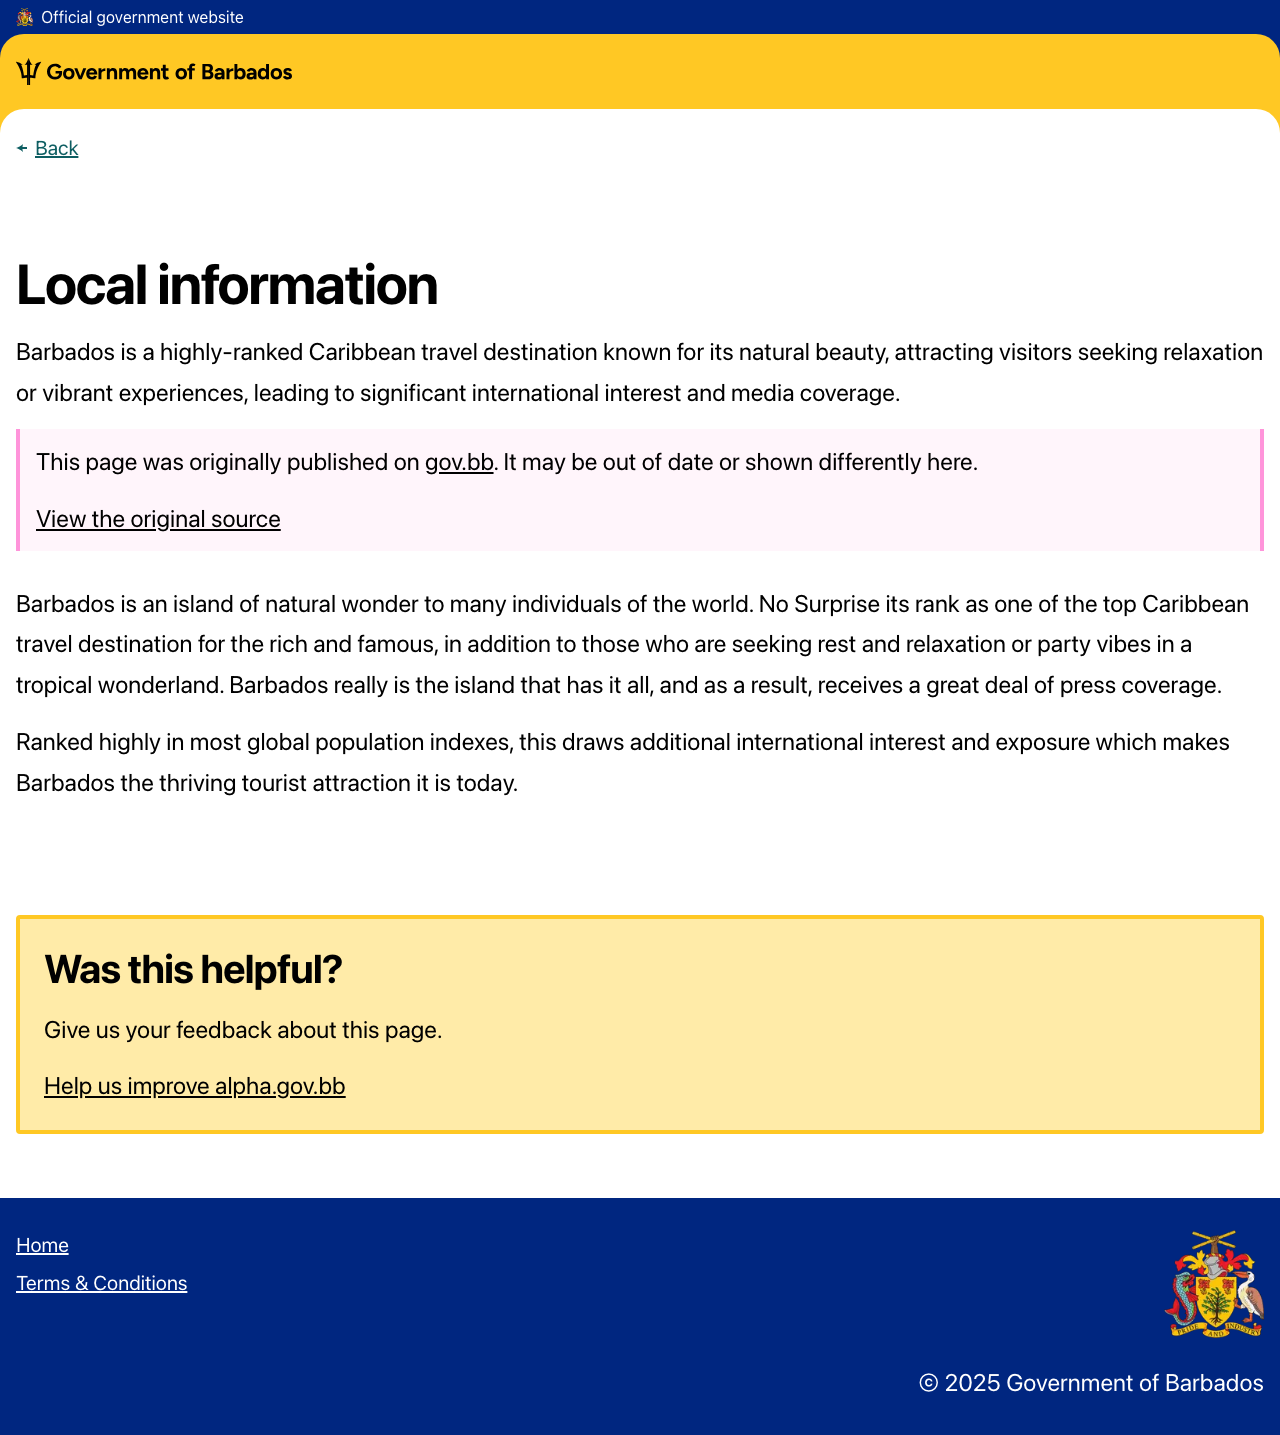 Official government website
Government of Barbados
Back
Local information
Barbados is a highly-ranked Caribbean travel destination known for its natural beauty, attracting visitors seeking relaxation
or vibrant experiences, leading to significant international interest and media coverage.
This page was originally published on gov.bb. It may be out of date or shown differently here.
View the original source
Barbados is an island of natural wonder to many individuals of the world. No Surprise its rank as one of the top Caribbean
travel destination for the rich and famous, in addition to those who are seeking rest and relaxation or party vibes in a
tropical wonderland. Barbados really is the island that has it all, and as a result, receives a great deal of press coverage.
Ranked highly in most global population indexes, this draws additional international interest and exposure which makes
Barbados the thriving tourist attraction it is today.
Was this helpful?
Give us your feedback about this page.
Help us improve alpha.gov.bb
Home
Terms & Conditions
PRIDE AND INDUSTRY
© 2025 Government of Barbados